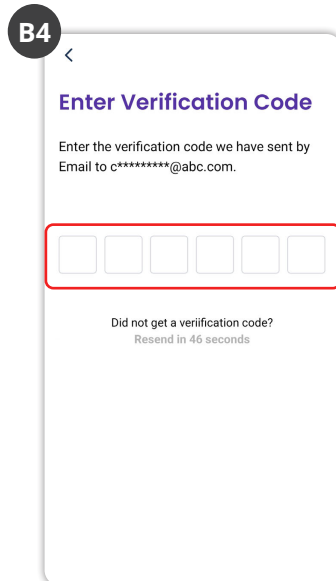 B4
Enter Verification Code
Enter the verification code we have sent by
Email to c*********@abc.com.
Did not get a veriification code?
Resend in 46 seconds